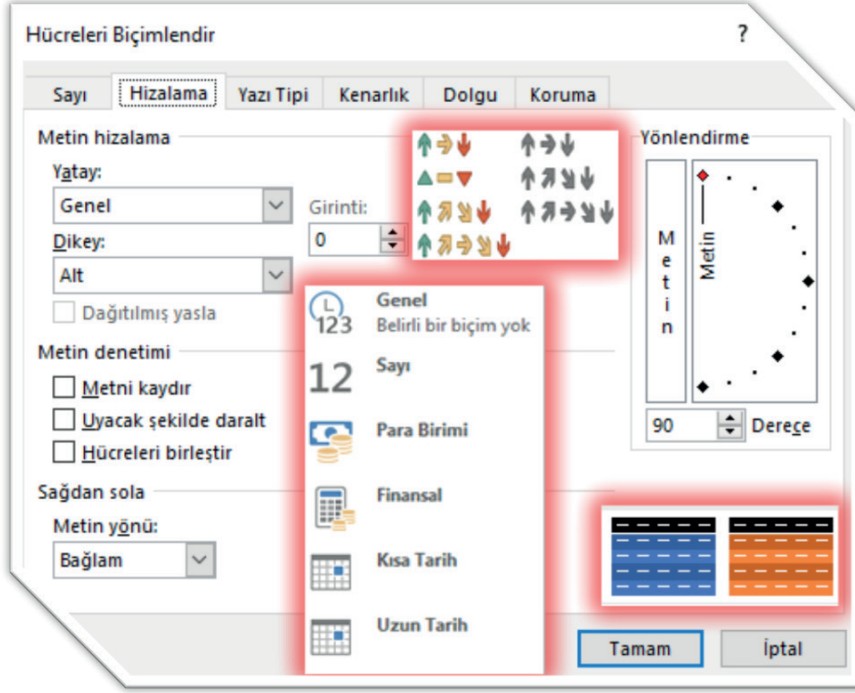 Hücreleri Biçimlendir ?
Sayı Hizalama Yazı Tipi Kenarlık Dolgu Koruma
Metin hizalama
Yatay:
Genel
Girinti:
0
Dikey:
Alt
Dağıtılmış yasla
Metin denetimi
Metni kaydır
Uyacak şekilde daralt
Hücreleri birleştir
Sağdan sola
Metin yönü:
Bağlam
123
Genel
Belirli bir biçim yok
12
Sayı
Para Birimi
Finansal
Kısa Tarih
Uzun Tarih
Yönlendirme
Metin
Metin
90 Derece
Tamam İptal